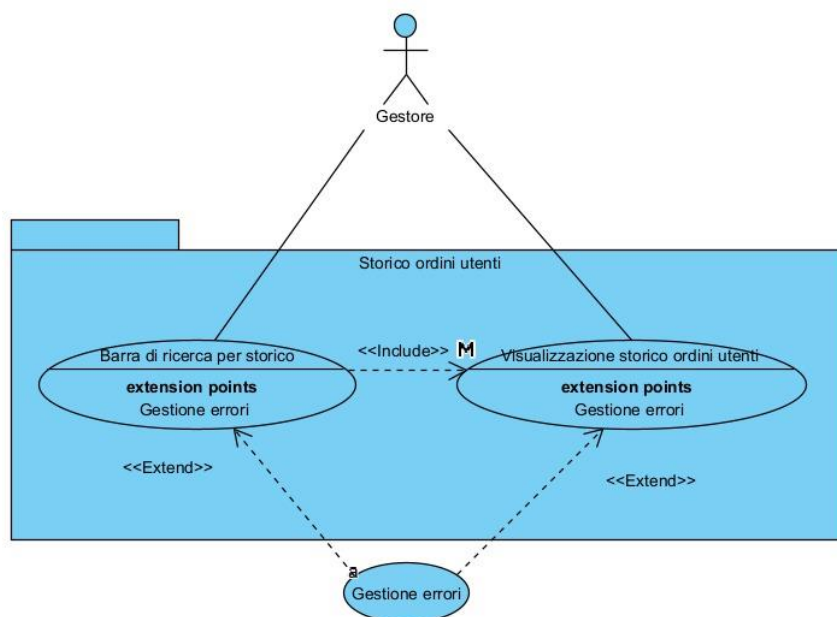 Gestore
Storico ordini utenti
<<Include>> M
Barra di ricerca per storico
extension points
Gestione errori
Visualizzazione storico ordini utenti
extension points
Gestione errori
<<Extend>>
<<Extend>>
a
Gestione errori